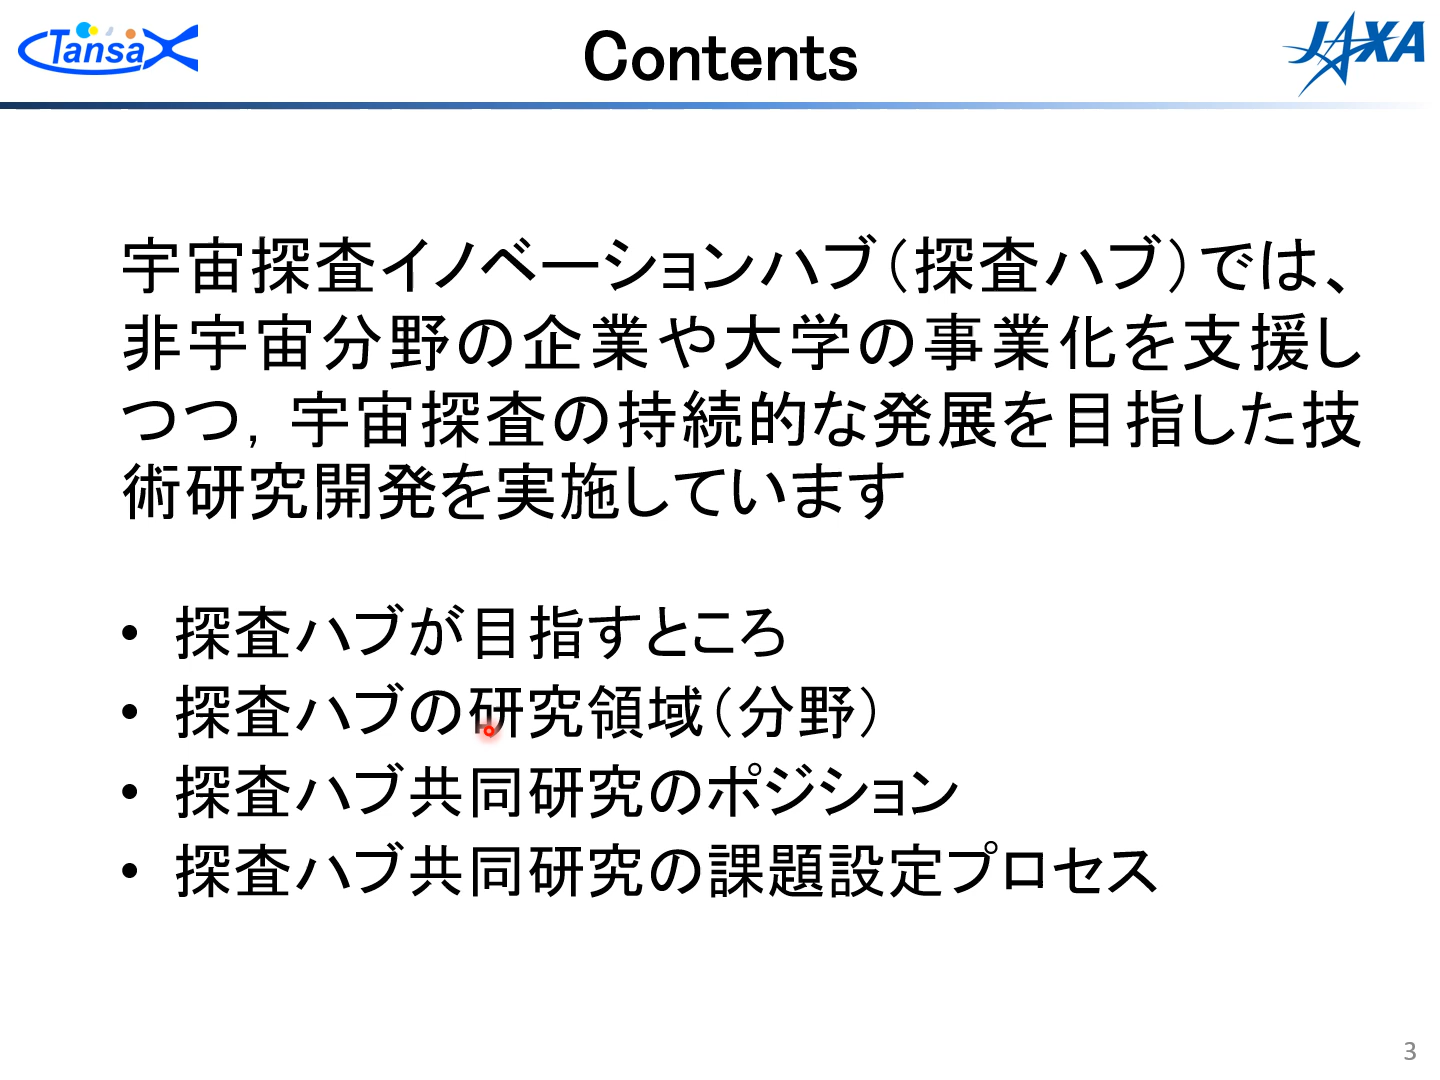 TansaX
Contents
JAXA
宇宙探査イノベーションハブ（探査ハブ）では、
非宇宙分野の企業や大学の事業化を支援し
つつ，宇宙探査の持続的な発展を目指した技
術研究開発を実施しています
• 探査ハブが目指すところ
• 探査ハブの研究領域（分野）
• 探査ハブ共同研究のポジション
• 探査ハブ共同研究の課題設定プロセス
3